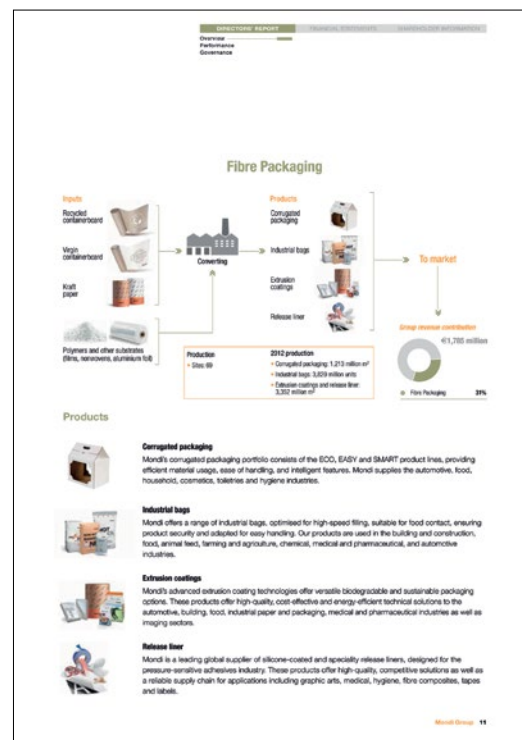 DIRECTORS' REPORT
FINANCIAL STATEMENTS
SHAREHOLDER INFORMATION
Overview
Performance
Governance
Fibre Packaging
Inputs
Recycled
containerboard
Virgin
containerboard
Kraft
paper
Polymers and other substrates
(films, nonwovens, aluminium foil)
Converting
Products
Corrugated
packaging
Industrial bags
Extrusion
coatings
Release liner
To market
Production
Sites: 69
2012 production
Corrugated packaging: 1,213 million m²
Industrial bags: 3,829 million units
Extrusion coatings and release liner:
3,352 million m²
Group revenue contribution
€1,785 million
Fibre Packaging 31%
Products
Corrugated packaging
Mondi's corrugated packaging portfolio consists of the ECO, EASY and SMART product lines, providing
efficient material usage, ease of handling, and intelligent features. Mondi supplies the automotive, food,
household, cosmetics, toiletries and hygiene industries.
Industrial bags
Mondi offers a range of industrial bags, optimised for high-speed filling, suitable for food contact, ensuring
product security and adapted for easy handling. Our products are used in the building and construction,
food, animal feed, farming and agriculture, chemical, medical and pharmaceutical, and automotive
industries.
Extrusion coatings
Mondi's advanced extrusion coating technologies offer versatile biodegradable and sustainable packaging
options. These products offer high-quality, cost-effective and energy-efficient technical solutions to the
automotive, building, food, industrial paper and packaging, medical and pharmaceutical industries as well as
imaging sectors.
Release liner
Mondi is a leading global supplier of silicone-coated and speciality release liners, designed for the
pressure-sensitive adhesives industry. These products offer high-quality, competitive solutions as well as
a reliable supply chain for applications including graphic arts, medical, hygiene, fibre composites, tapes
and labels.
Mondi Group 11